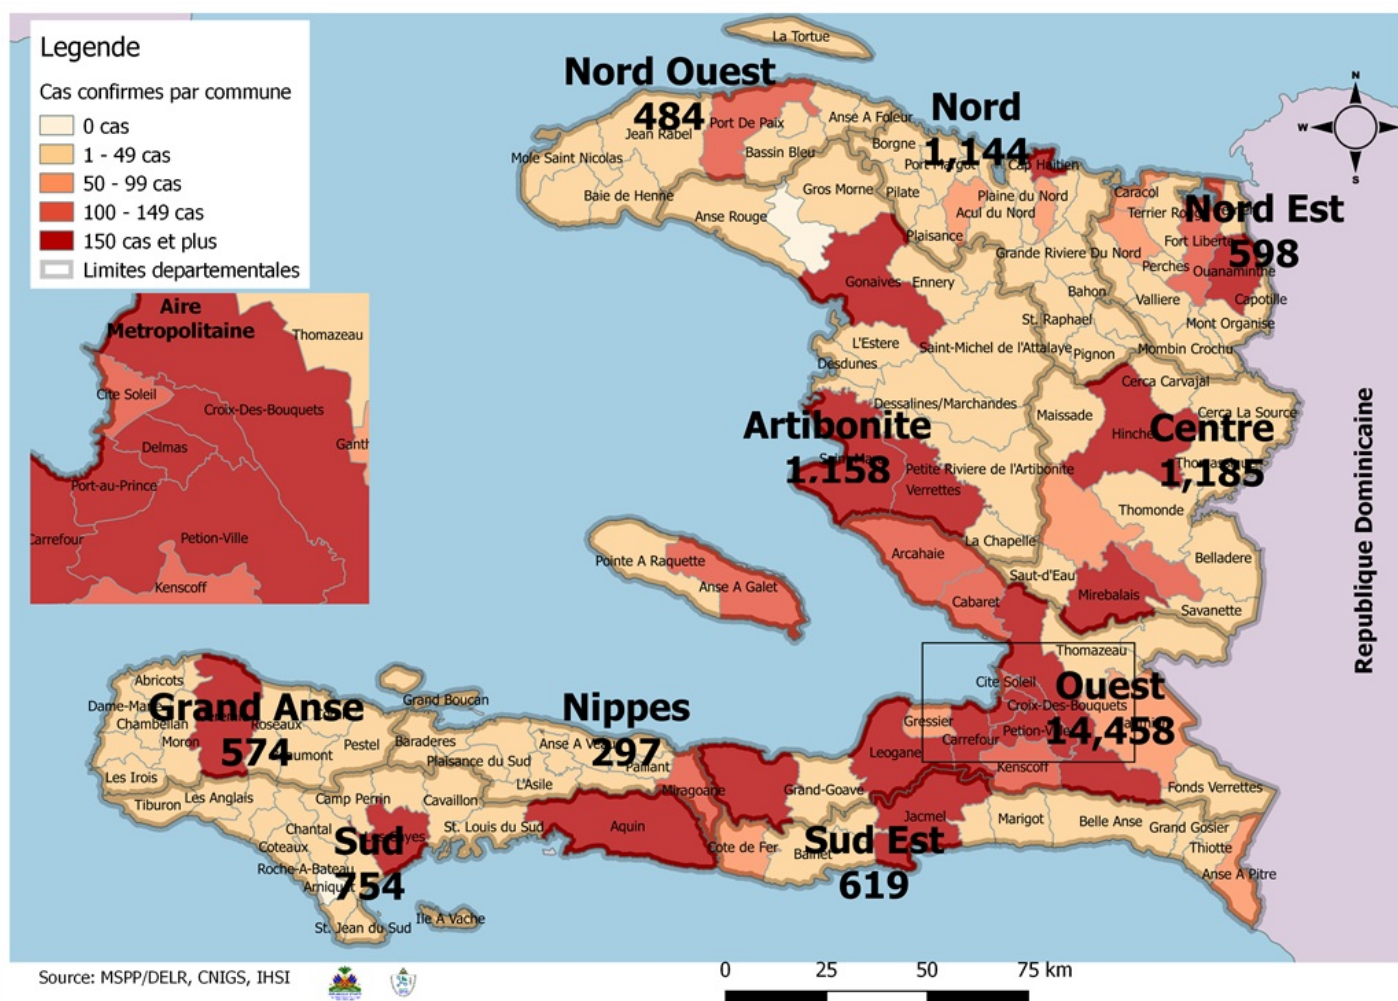 Legende
Cas confirmes par commune
0 cas
1 - 49 cas
50 - 99 cas
100 - 149 cas
150 cas et plus
Limites departementales
Aire
Metropolitaine
Thomazeau
Cite Soleil
Croix-Des-Bouquets
Delmas
Port-au-Prince
Carrefour
Petion-Ville
Kenscoff
La Tortue
Nord Ouest
484
Jean Rabel
Port De Paix
Anse A Foleur
Mole Saint Nicolas
Bassin Bleu
Baie de Henne
Nord
1,144
Borgne
Port Margot
Cap Haitien
Gros Morne
Pilate
Plaine du Nord
Acul du Nord
Anse Rouge
Plaisance
Grande Riviere Du Nord
Caracol
Nord Est
598
Fort Liberte
Perches
Ouanaminthe
Valliere
Capotille
Mont Organise
Mombin Crochu
Gonaives
Ennery
Bahon
St. Raphael
Pignon
L'Estere
Desdunes
Saint-Michel de l'Attalaye
Dessalines/Marchandes
Artibonite
1,158
Petite Riviere de l'Artibonite
Verrettes
La Chapelle
Cerca Carvajal
Maissade
Cerca La Source
Hinche
Centre
1,185
Thomonde
Belladere
Saut-d'Eau
Mirebalais
Savanette
Republique Dominicaine
Pointe A Raquette
Anse A Galet
Arcahaie
Cabaret
Thomazeau
Cite Soleil
Ouest
14,458
Croix-Des-Bouquets
Gressier
Carrefour
Leogane
Kenscoff
Fonds Verrettes
Grand-Goave
Abricots
Grand Anse
574
Chambellan
Moron
Roseaux
Les Irois
Pestel
Grand Boucan
Baraderes
Plaisance du Sud
L'Asile
Nippes
297
Paillant
Miragoane
Tiburon
Les Anglais
Camp Perrin
Cavaillon
Chantal
Coteaux
Roche-A-Bateau
Arniquet
Sud
754
St. Louis du Sud
Aquin
St. Jean du Sud
Ile A Vache
Cote de Fer
Bainet
Sud Est
619
Jacmel
Marigot
Belle Anse
Grand Gosier
Thiotte
Anse A Pitre
N
W
S
Source: MSPP/DELR, CNIGS, IHSI
0 25 50 75 km